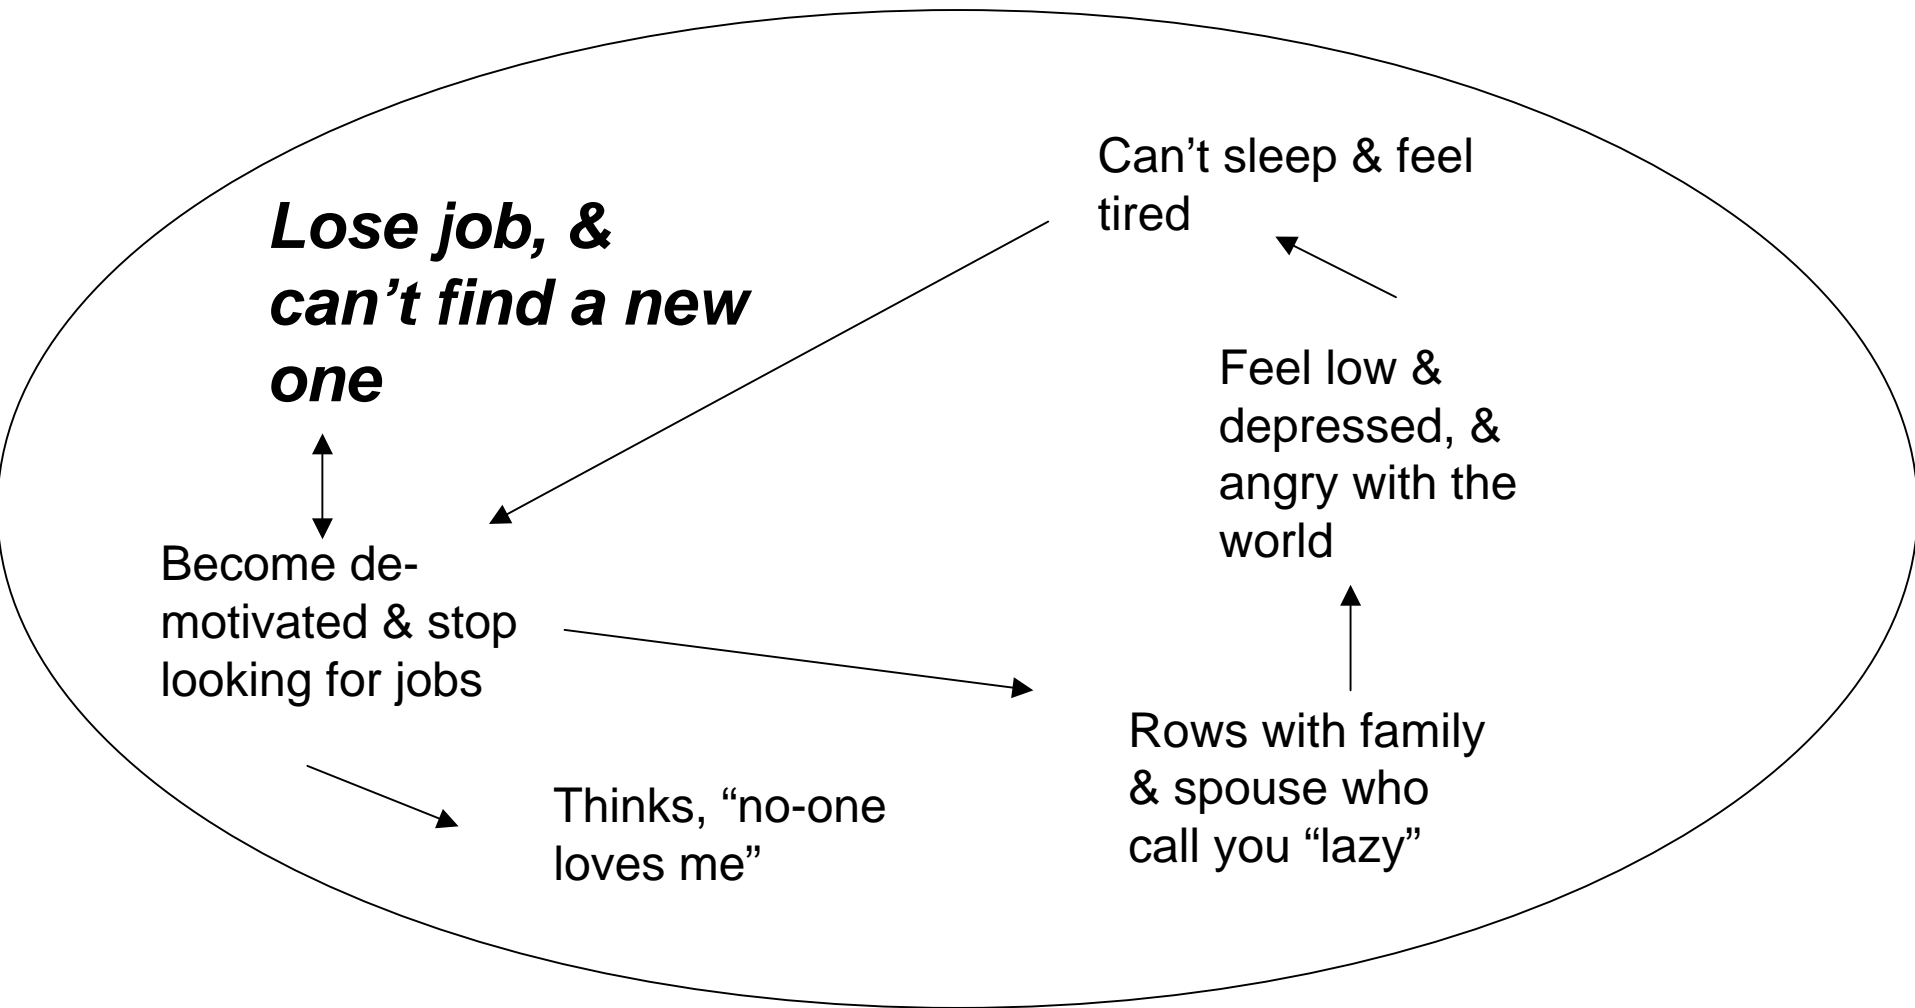 Lose job, &
can’t find a new
one
Can’t sleep & feel
tired
Feel low &
depressed, &
angry with the
world
Become de-
motivated & stop
looking for jobs
Rows with family
& spouse who
call you “lazy”
Thinks, “no-one
loves me”